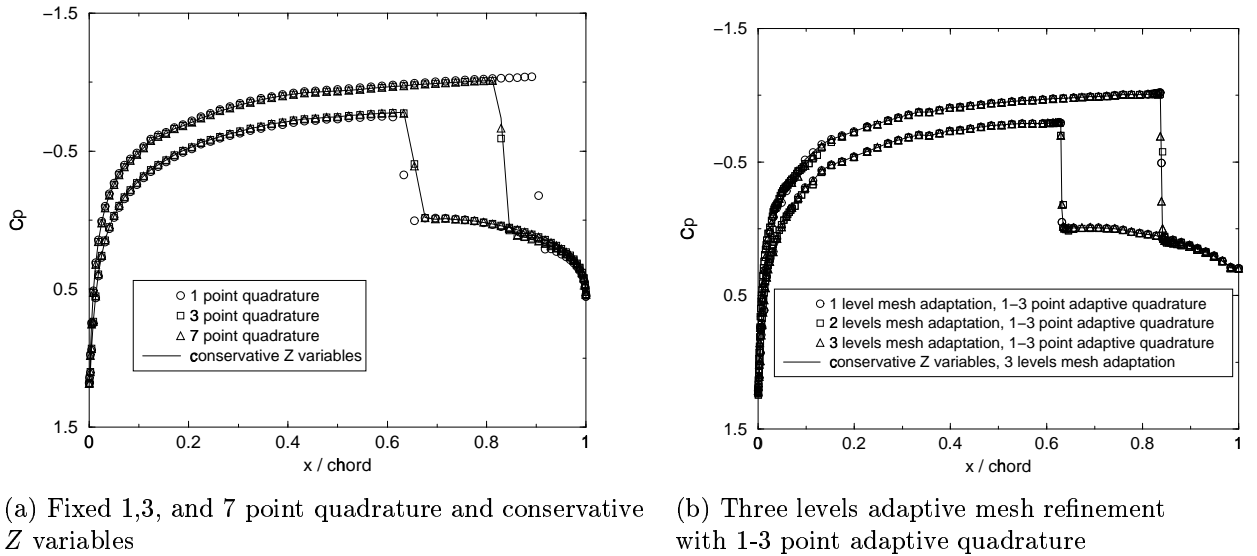 −1.5
−0.5
0.5
1.5
Cp
0
0.2
0.4
0.6
0.8
1
x / chord
1 point quadrature
3 point quadrature
7 point quadrature
conservative Z variables
(a) Fixed 1,3, and 7 point quadrature and conservative
Z variables
−1.5
−0.5
0.5
1.5
Cp
0
0.2
0.4
0.6
0.8
1
x / chord
1 level mesh adaptation, 1−3 point adaptive quadrature
2 levels mesh adaptation, 1−3 point adaptive quadrature
3 levels mesh adaptation, 1−3 point adaptive quadrature
conservative Z variables, 3 levels mesh adaptation
(b) Three levels adaptive mesh refinement
with 1-3 point adaptive quadrature